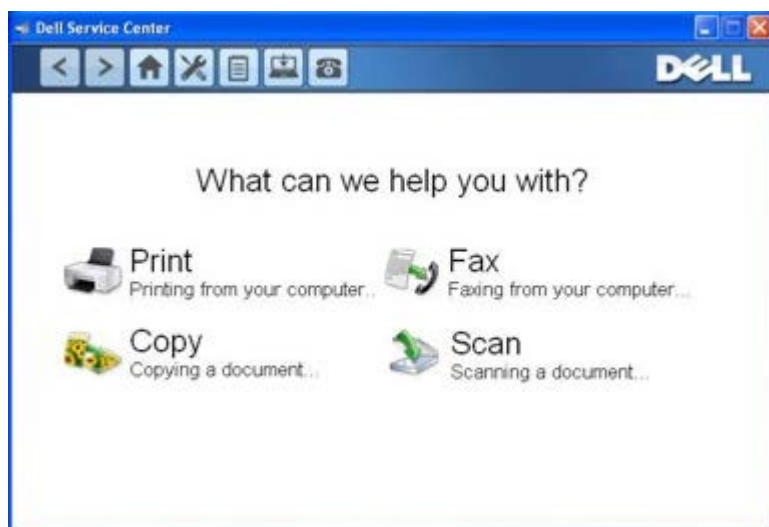 Dell Service Center
DELL
What can we help you with?
Print
Printing from your computer..
Fax
Faxing from your computer...
Copy
Copying a document...
Scan
Scanning a document...